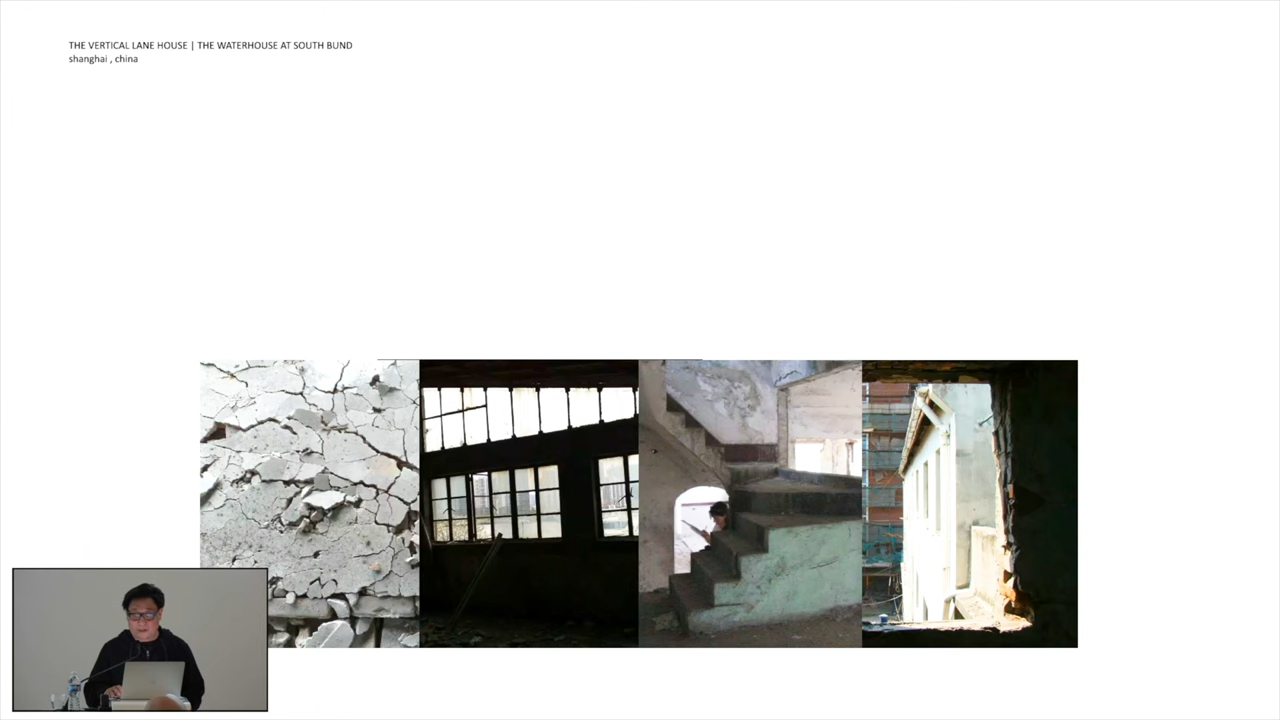 THE VERTICAL LANE HOUSE | THE WATERHOUSE AT SOUTH BUND
shanghai , china